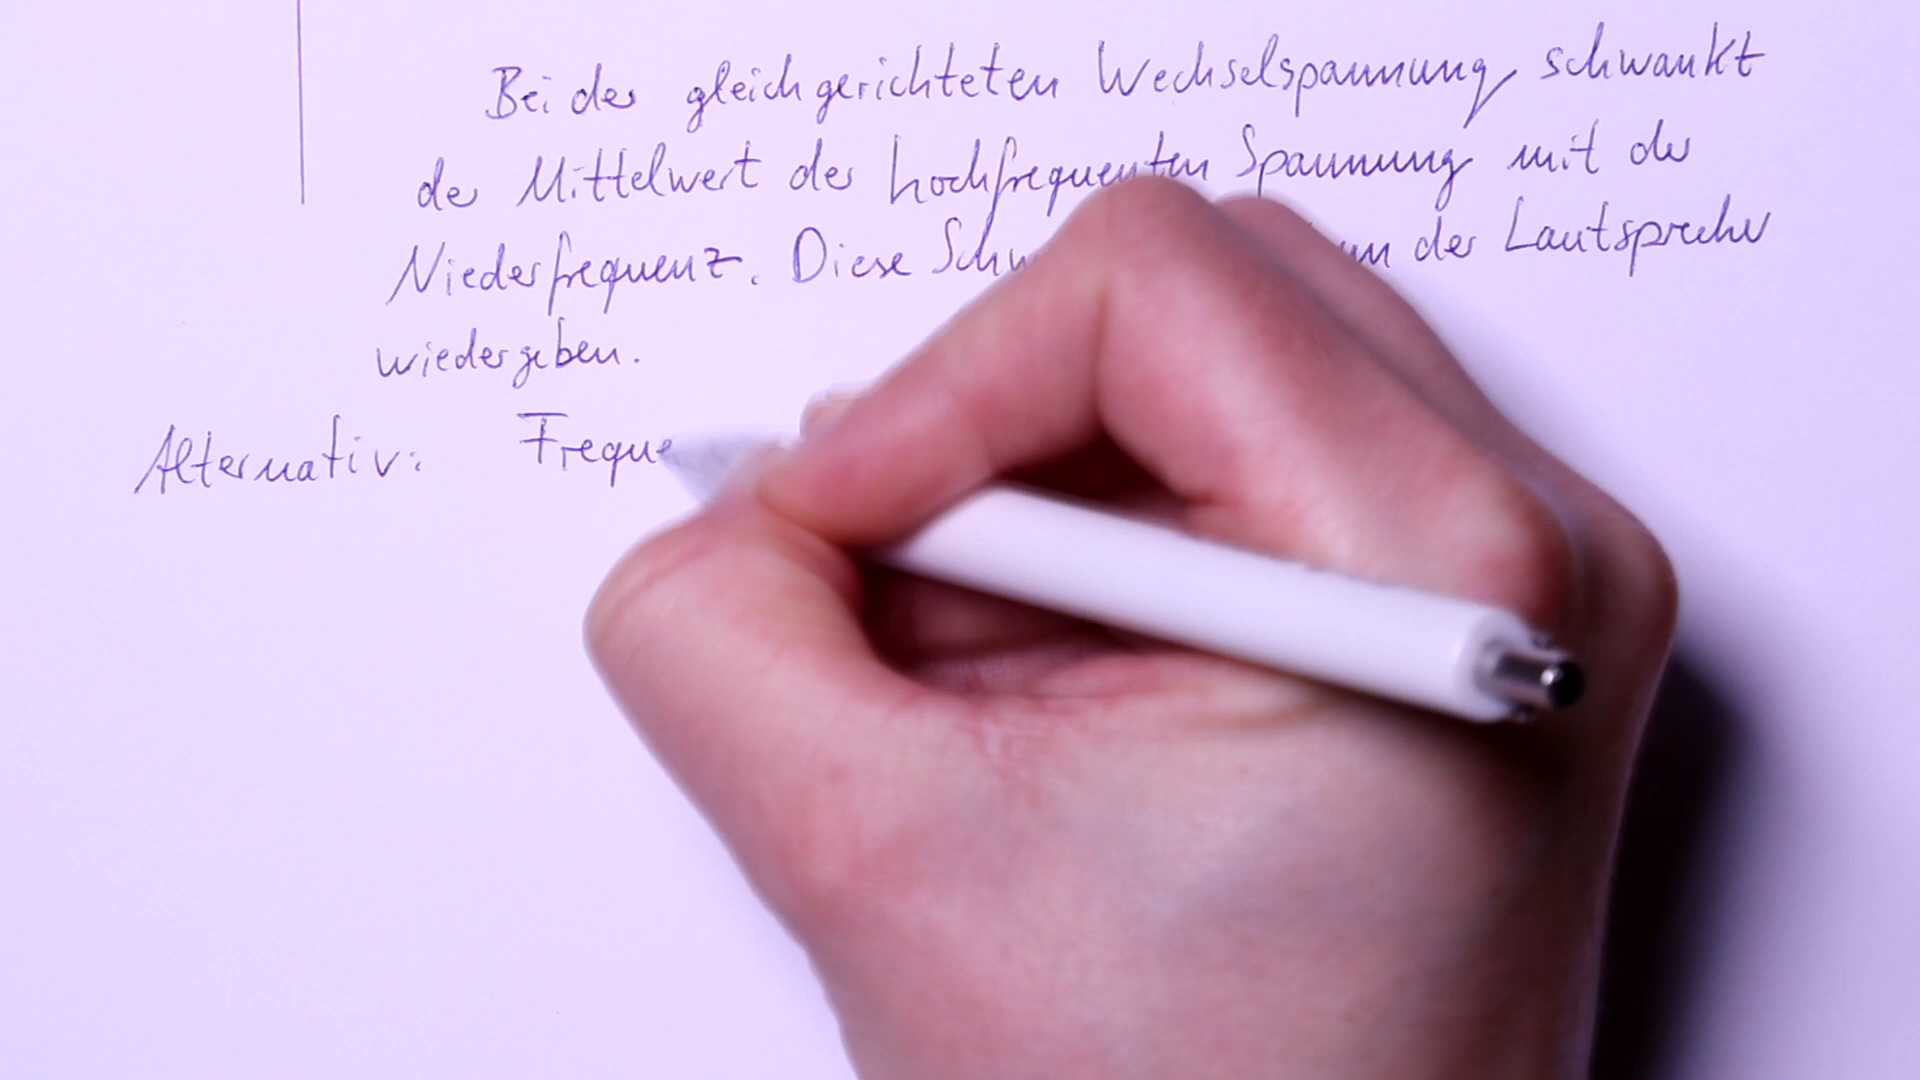 Bei der gleichgerichteten Wechselspannung schwankt
der Mittelwert der hochfrequenten Spannung mit der
Niederfrequenz. Diese der Lautsprecher
wiedergeben.
Alternativ: Freque